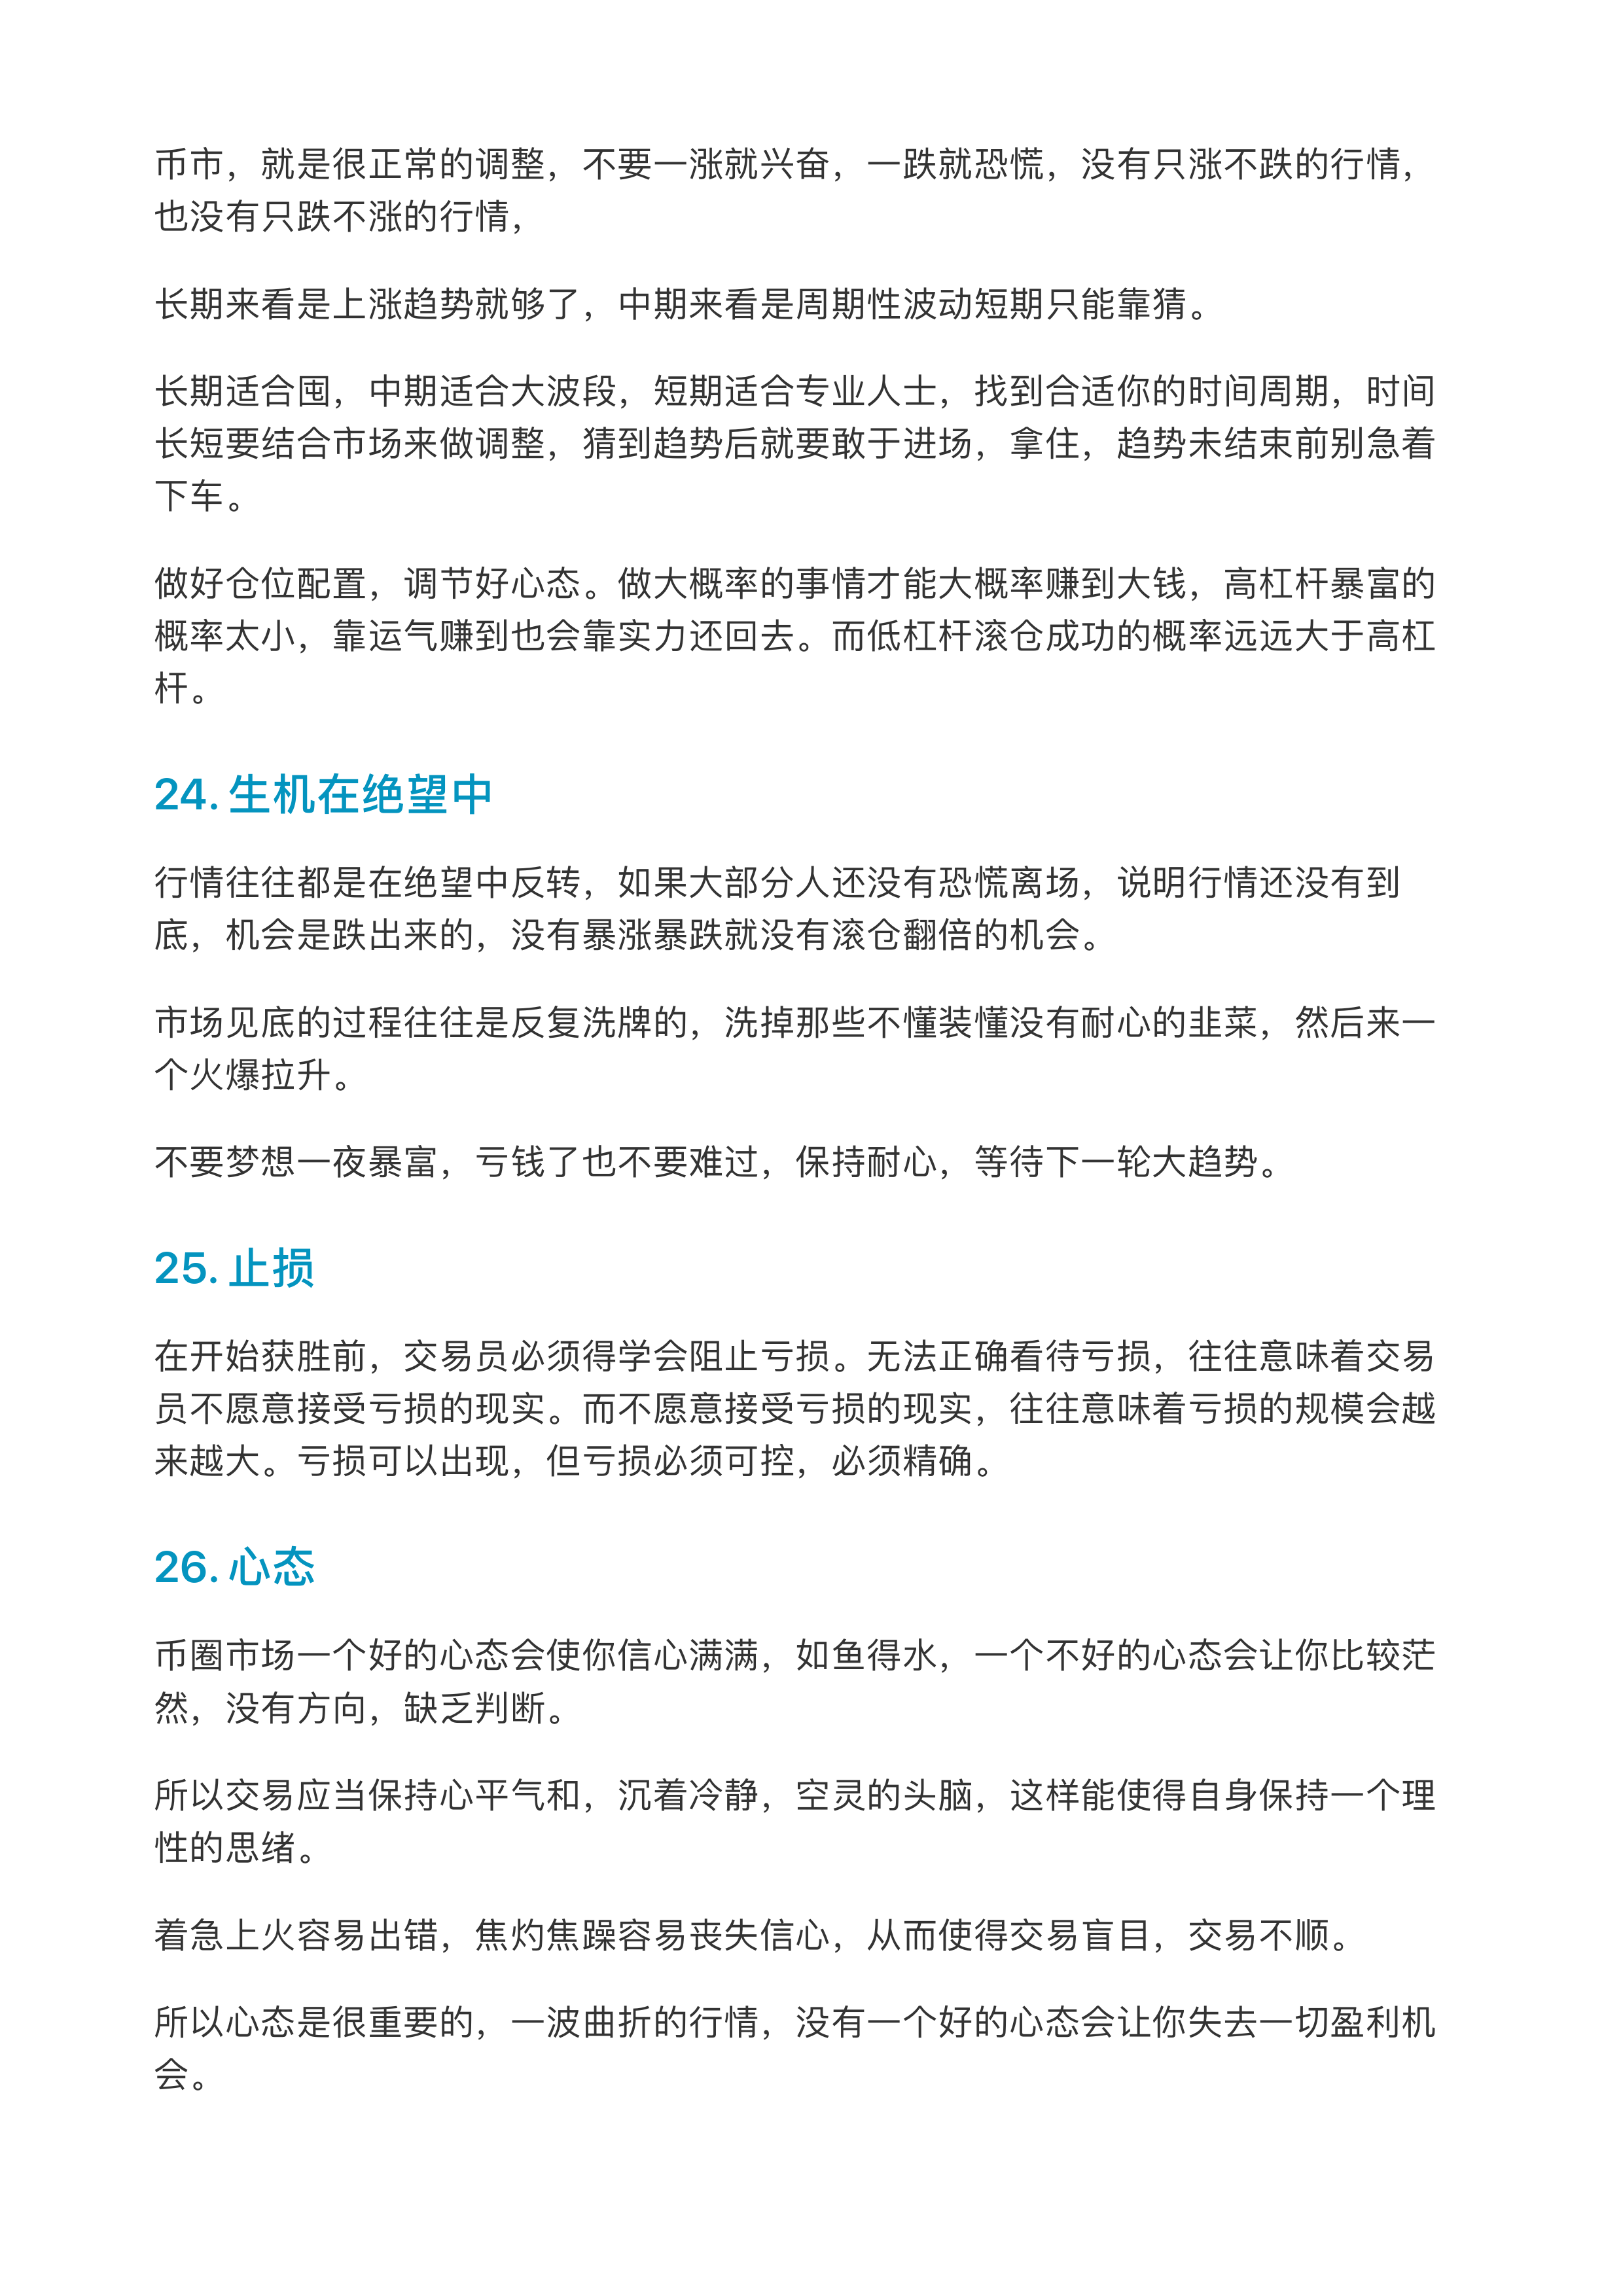 币市，就是很正常的调整，不要一涨就兴奋，一跌就恐慌，没有只涨不跌的行情，
也没有只跌不涨的行情，
长期来看是上涨趋势就够了，中期来看是周期性波动短期只能靠猜。
长期适合囤，中期适合大波段，短期适合专业人士，找到合适你的时间周期，时间
长短要结合市场来做调整，猜到趋势后就要敢于进场，拿住，趋势未结束前别急着
下车。
做好仓位配置，调节好心态。做大概率的事情才能大概率赚到大钱，高杠杆暴富的
概率太小，靠运气赚到也会靠实力还回去。而低杠杆滚仓成功的概率远远大于高杠
杆。
24. 生机在绝望中
行情往往都是在绝望中反转，如果大部分人还没有恐慌离场，说明行情还没有到
底，机会是跌出来的，没有暴涨暴跌就没有滚仓翻倍的机会。
市场见底的过程往往是反复洗牌的，洗掉那些不懂装懂没有耐心的韭菜，然后来一
个火爆拉升。
不要梦想一夜暴富，亏钱了也不要难过，保持耐心，等待下一轮大趋势。
25. 止损
在开始获胜前，交易员必须得学会阻止亏损。无法正确看待亏损，往往意味着交易
员不愿意接受亏损的现实。而不愿意接受亏损的现实，往往意味着亏损的规模会越
来越大。亏损可以出现，但亏损必须可控，必须精确。
26. 心态
币圈市场一个好的心态会使你信心满满，如鱼得水，一个不好的心态会让你比较茫
然，没有方向，缺乏判断。
所以交易应当保持心平气和，沉着冷静，空灵的头脑，这样能使得自身保持一个理
性的思绪。
着急上火容易出错，焦灼焦躁容易丧失信心，从而使得交易盲目，交易不顺。
所以心态是很重要的，一波曲折的行情，没有一个好的心态会让你失去一切盈利机
会。